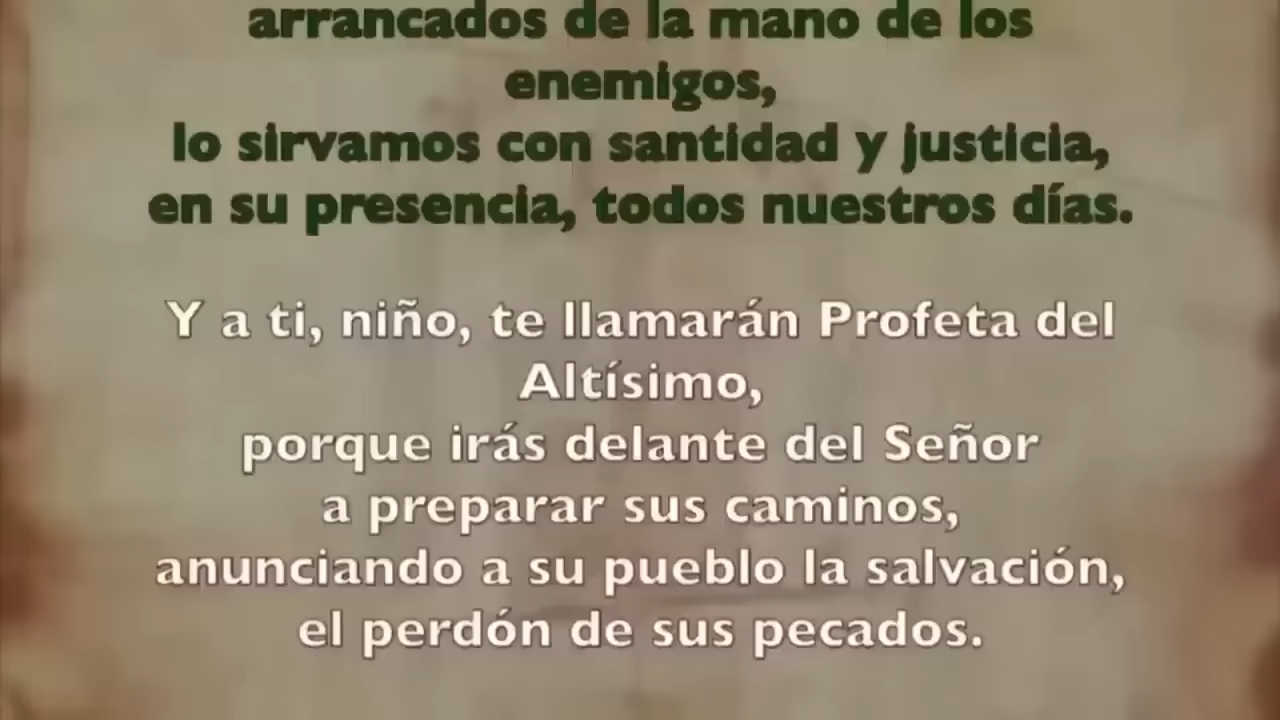 arrancados de la mano de los
enemigos,
lo sirvamos con santidad y justicia,
en su presencia, todos nuestros días.
Y a ti, niño, te llamarán Profeta del
Altísimo,
porque irás delante del Señor
a preparar sus caminos,
anunciando a su pueblo la salvación,
el perdón de sus pecados.